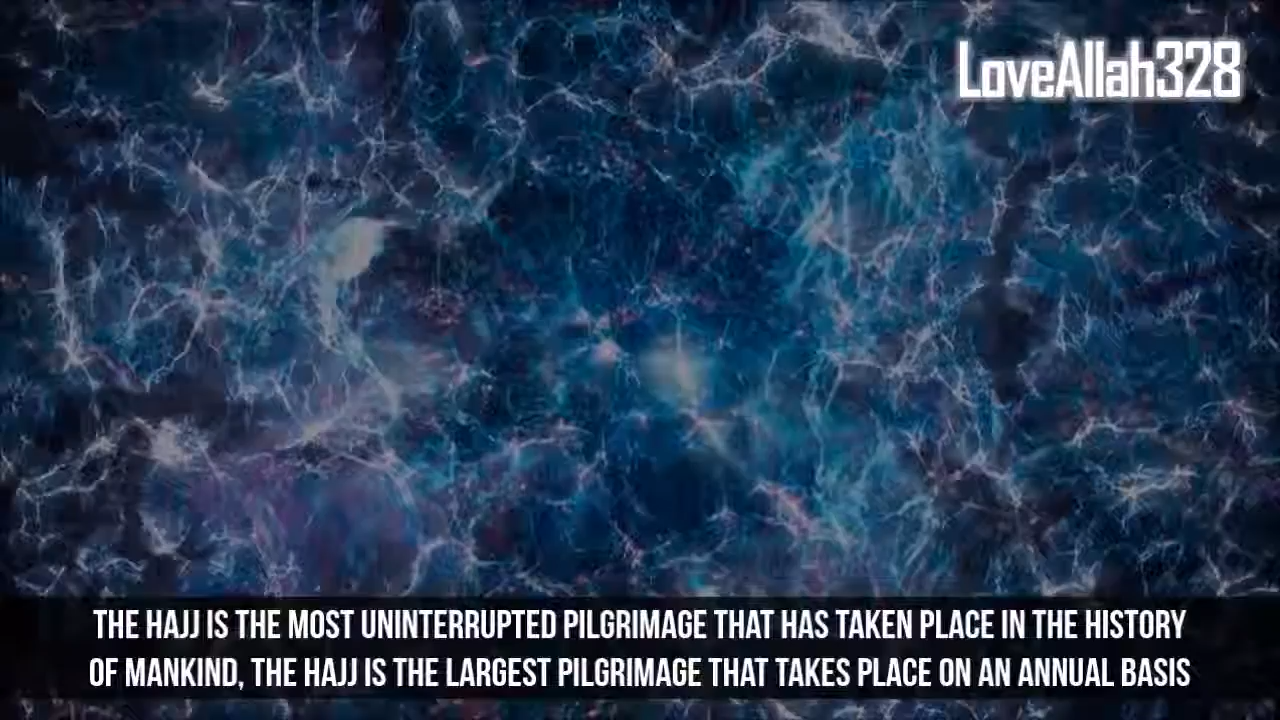 LoveAllah328
THE HAJJ IS THE MOST UNINTERRUPTED PILGRIMAGE THAT HAS TAKEN PLACE IN THE HISTORY
OF MANKIND, THE HAJJ IS THE LARGEST PILGRIMAGE THAT TAKES PLACE ON AN ANNUAL BASIS